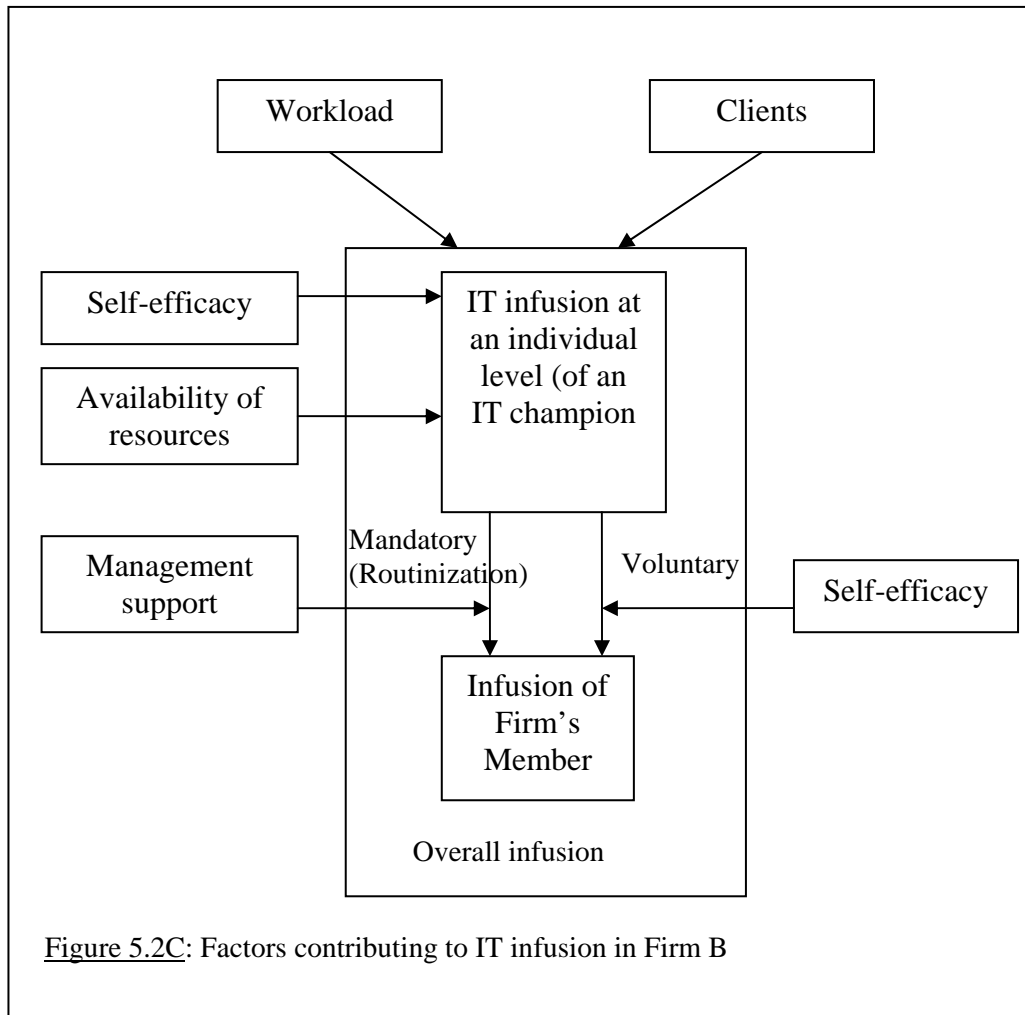 Workload
Clients
Self-efficacy
IT infusion at
an individual
level (of an
IT champion
Availability of
resources
Management
support
Mandatory
(Routinization)
Voluntary
Self-efficacy
Infusion of
Firm’s
Member
Overall infusion
Figure 5.2C: Factors contributing to IT infusion in Firm B